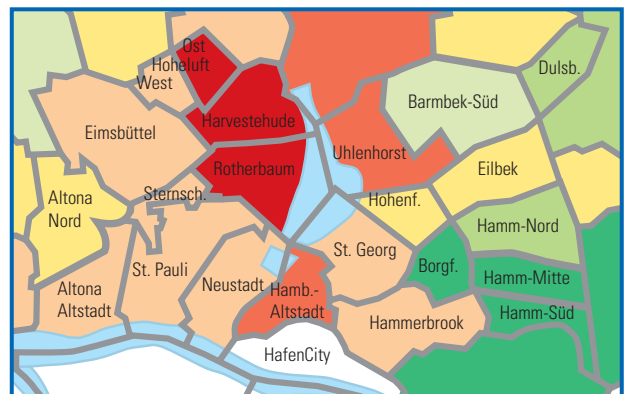 Ost
Hoheluft
West
Dulsb.
Barmbek-Süd
Harvestehude
Eimsbüttel
Uhlenhorst
Rotherbaum
Eilbek
Sternsch.
Altona
Nord
Hohenf.
Hamm-Nord
St. Georg
St. Pauli
Borgf.
Hamm-Mitte
Altona
Altstadt
Neustadt
Hamb.-
Altstadt
Hamm-Süd
Hammerbrook
HafenCity